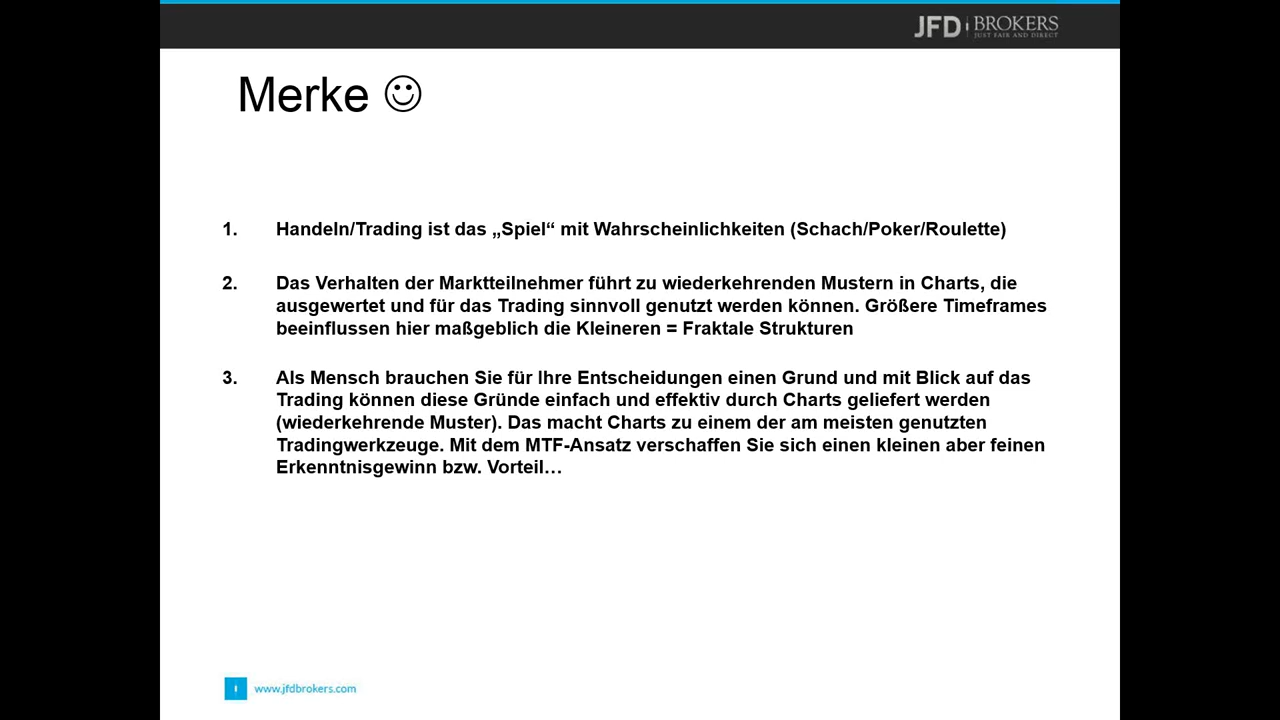 JFD BROKERS
JUST FAIR AND DIRECT
Merke ☺
1. Handeln/Trading ist das „Spiel“ mit Wahrscheinlichkeiten (Schach/Poker/Roulette)
2. Das Verhalten der Marktteilnehmer führt zu wiederkehrenden Mustern in Charts, die
ausgewertet und für das Trading sinnvoll genutzt werden können. Größere Timeframes
beeinflussen hier maßgeblich die Kleineren = Fraktale Strukturen
3. Als Mensch brauchen Sie für Ihre Entscheidungen einen Grund und mit Blick auf das
Trading können diese Gründe einfach und effektiv durch Charts geliefert werden
(wiederkehrende Muster). Das macht Charts zu einem der am meisten genutzten
Tradingwerkzeuge. Mit dem MTF-Ansatz verschaffen Sie sich einen kleinen aber feinen
Erkenntnisgewinn bzw. Vorteil…
www.jfdbrokers.com